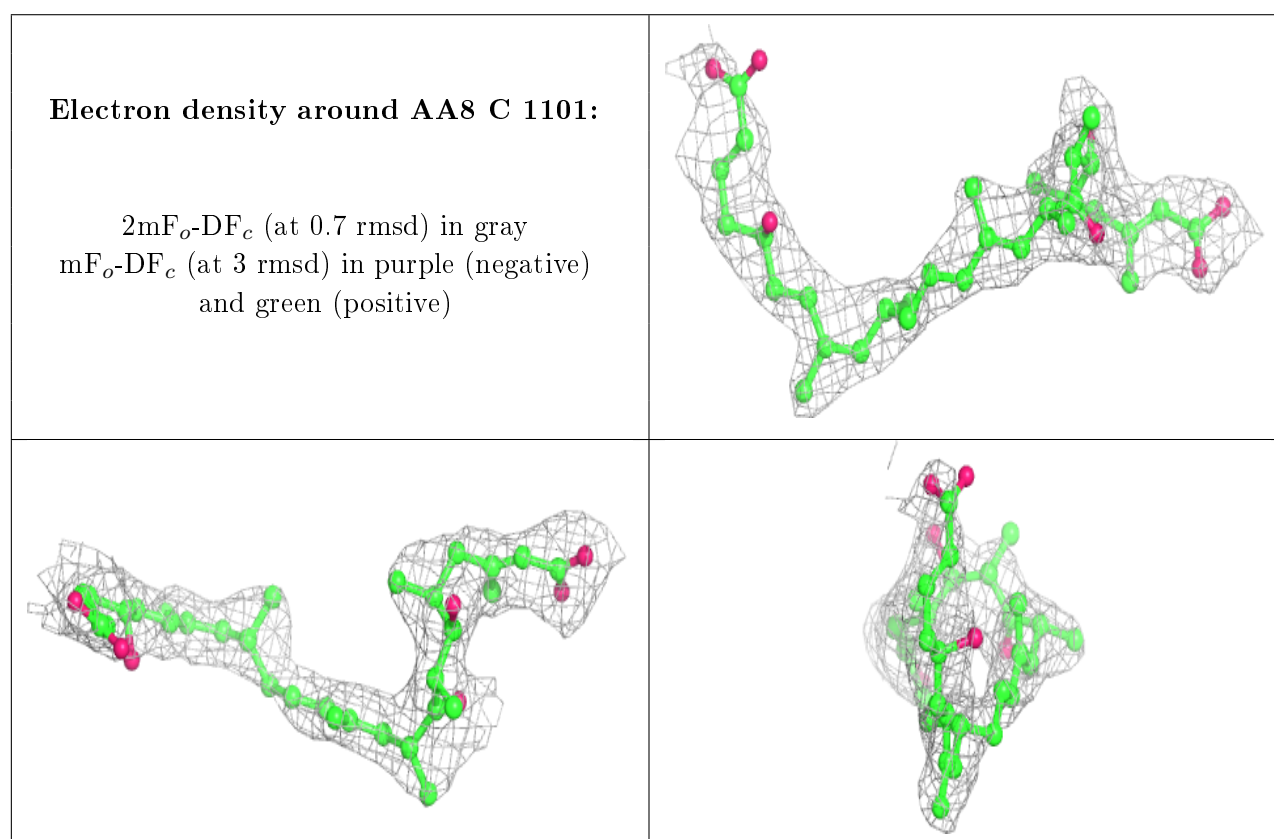 Electron density around AA8 C 1101:
2mFo-DFc (at 0.7 rmsd) in gray
mFo-DFc (at 3 rmsd) in purple (negative)
and green (positive)